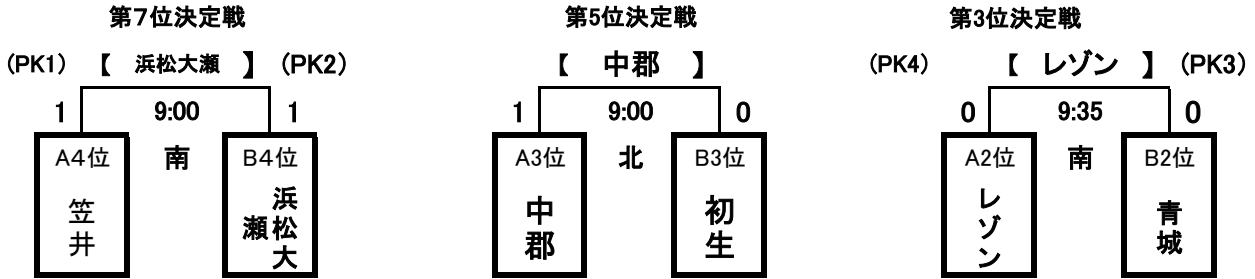 第7位決定戦
(PK1) 【 浜松大瀬 】 (PK2)
1 9:00 1
A4位 南 B4位
笠井
浜松大瀬
第5位決定戦
【 中郡 】
1 9:00 0
A3位 北 B3位
中郡
初生
第3位決定戦
(PK4) 【 レゾン 】 (PK3)
0 9:35 0
A2位 南 B2位
レゾン
青城